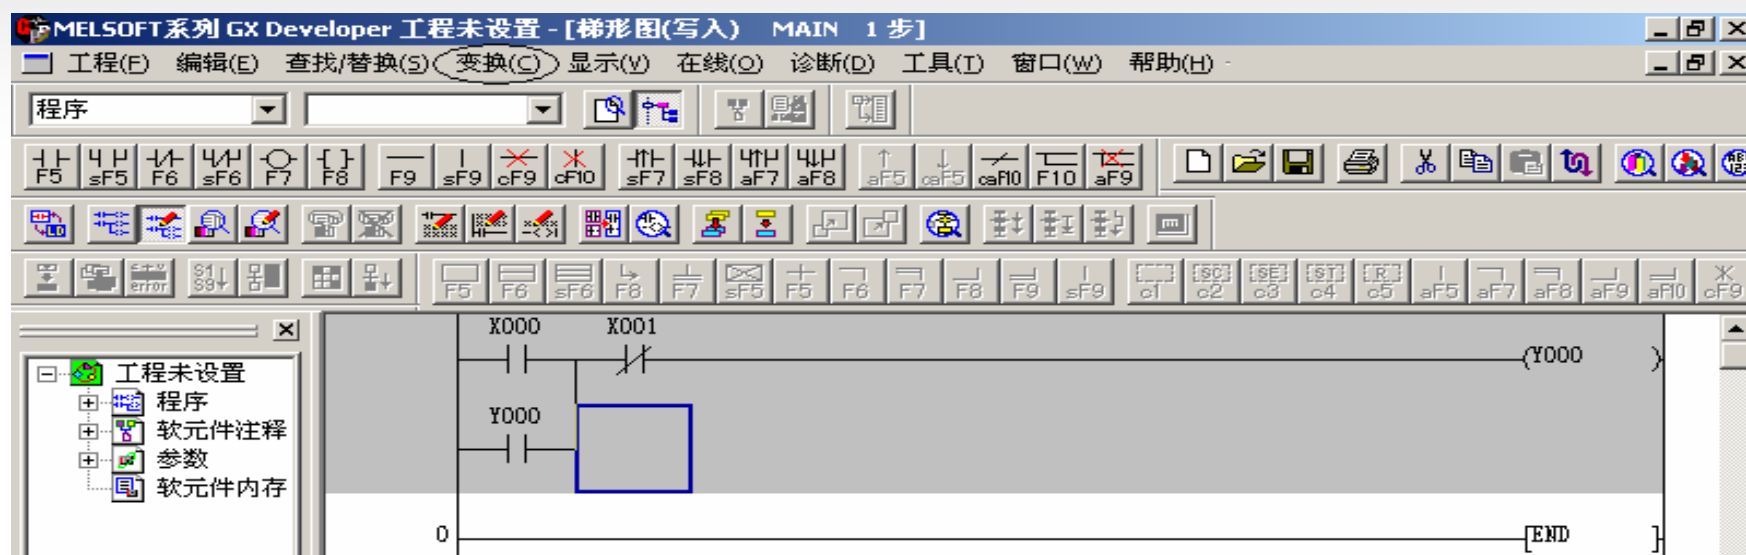 MELSOFT系列 GX Developer 工程未设置 - [梯形图(写入) MAIN 1 步]
工程(F) 编辑(E) 查找/替换(S) 变换(C) 显示(V) 在线(O) 诊断(D) 工具(T) 窗口(W) 帮助(H)
程序
F5 sF5 F6 sF6 F7 F8 F9 sF9 cF9 cF10 sF7 sF8 aF7 aF8 aF5 caF5 caF10 F10 aF9
LD
error S1 S9
F5 F6 sF6 F8 F7 sF5 F5 F6 F7 F8 F9 sF9 c1 [SC] c2 [SE] c3 [ST] c4 [R] c5 aF5 aF7 aF8 aF9 aF10 cF9
X000 X001
(Y000 )
Y000
0 [END ]
工程未设置
程序
软元件注释
参数
软元件内存